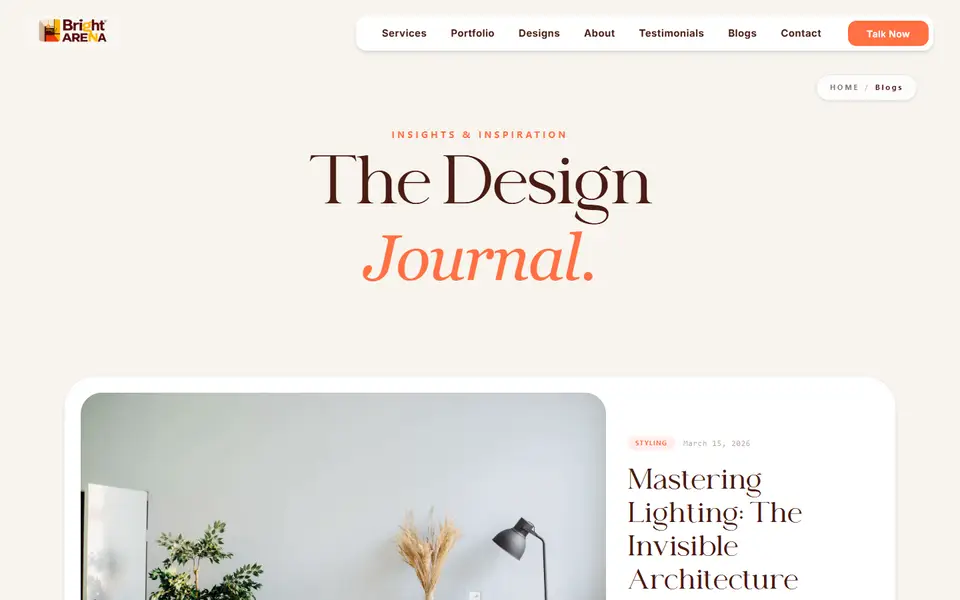 Bright
ARENA
Services Portfolio Designs About Testimonials Blogs Contact Talk Now
HOME / Blogs
INSIGHTS & INSPIRATION
The Design
Journal.
STYLING March 15, 2026
Mastering
Lighting: The
Invisible
Architecture